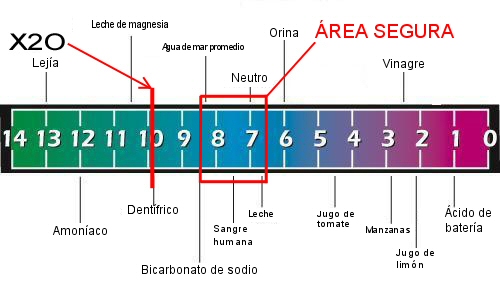 X2O
Leche de magnesia
Orina
ÁREA SEGURA
Agua de mar promedio
Lejía
Neutro
Vinagre
14 13 12 11 10 9 8 7 6 5 4 3 2 1 0
Dentífrico
Leche
Jugo de
tomate
Ácido de
batería
Amoníaco
Sangre
humana
Manzanas
Jugo de
limón
Bicarbonato de sodio